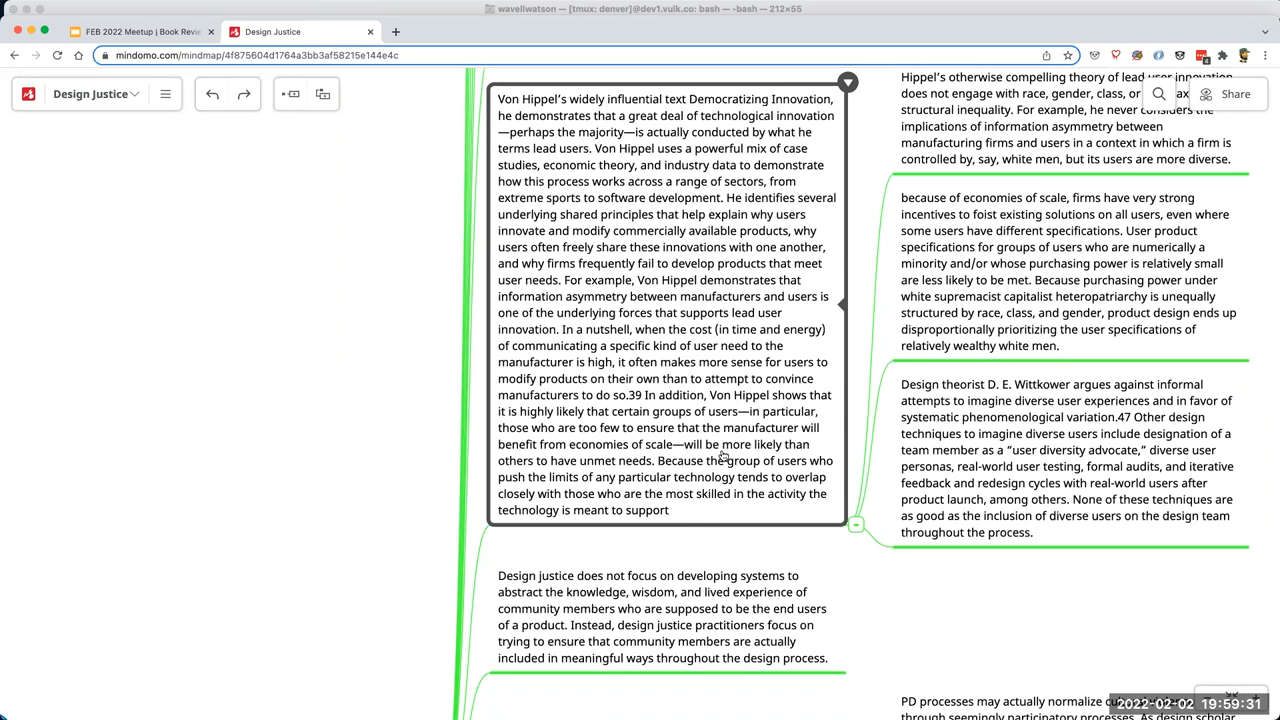 wavellwatson — [tmux: denver]@dev1.vulk.co: bash — -bash — 212×55
FEB 2022 Meetup | Book Revie
Design Justice
mindomo.com/mindmap/4f875604d1764a3bb3af58215e144e4c
Design Justice
Share
Von Hippel’s widely influential text Democratizing Innovation,
he demonstrates that a great deal of technological innovation
—perhaps the majority—is actually conducted by what he
terms lead users. Von Hippel uses a powerful mix of case
studies, economic theory, and industry data to demonstrate
how this process works across a range of sectors, from
extreme sports to software development. He identifies several
underlying shared principles that help explain why users
innovate and modify commercially available products, why
users often freely share these innovations with one another,
and why firms frequently fail to develop products that meet
user needs. For example, Von Hippel demonstrates that
information asymmetry between manufacturers and users is
one of the underlying forces that supports lead user
innovation. In a nutshell, when the cost (in time and energy)
of communicating a specific kind of user need to the
manufacturer is high, it often makes more sense for users to
modify products on their own than to attempt to convince
manufacturers to do so.39 In addition, Von Hippel shows that
it is highly likely that certain groups of users—in particular,
those who are too few to ensure that the manufacturer will
benefit from economies of scale—will be more likely than
others to have unmet needs. Because the group of users who
push the limits of any particular technology tends to overlap
closely with those who are the most skilled in the activity the
technology is meant to support
Design justice does not focus on developing systems to
abstract the knowledge, wisdom, and lived experience of
community members who are supposed to be the end users
of a product. Instead, design justice practitioners focus on
trying to ensure that community members are actually
included in meaningful ways throughout the design process.
Hippel’s otherwise compelling theory of lead user innovation
does not engage with race, gender, class, or
structural inequality. For example, he never considers the
implications of information asymmetry between
manufacturing firms and users in a context in which a firm is
controlled by, say, white men, but its users are more diverse.
because of economies of scale, firms have very strong
incentives to foist existing solutions on all users, even where
some users have different specifications. User product
specifications for groups of users who are numerically a
minority and/or whose purchasing power is relatively small
are less likely to be met. Because purchasing power under
white supremacist capitalist heteropatriarchy is unequally
structured by race, class, and gender, product design ends up
disproportionately prioritizing the user specifications of
relatively wealthy white men.
Design theorist D. E. Wittkower argues against informal
attempts to imagine diverse user experiences and in favor of
systematic phenomenological variation.47 Other design
techniques to imagine diverse users include designation of a
team member as a “user diversity advocate,” diverse user
personas, real-world user testing, formal audits, and iterative
feedback and redesign cycles with real-world users after
product launch, among others. None of these techniques are
as good as the inclusion of diverse users on the design team
throughout the process.
PD processes may actually normalize
through seemingly participatory processes. As design scholar
2022-02-02 19:59:31